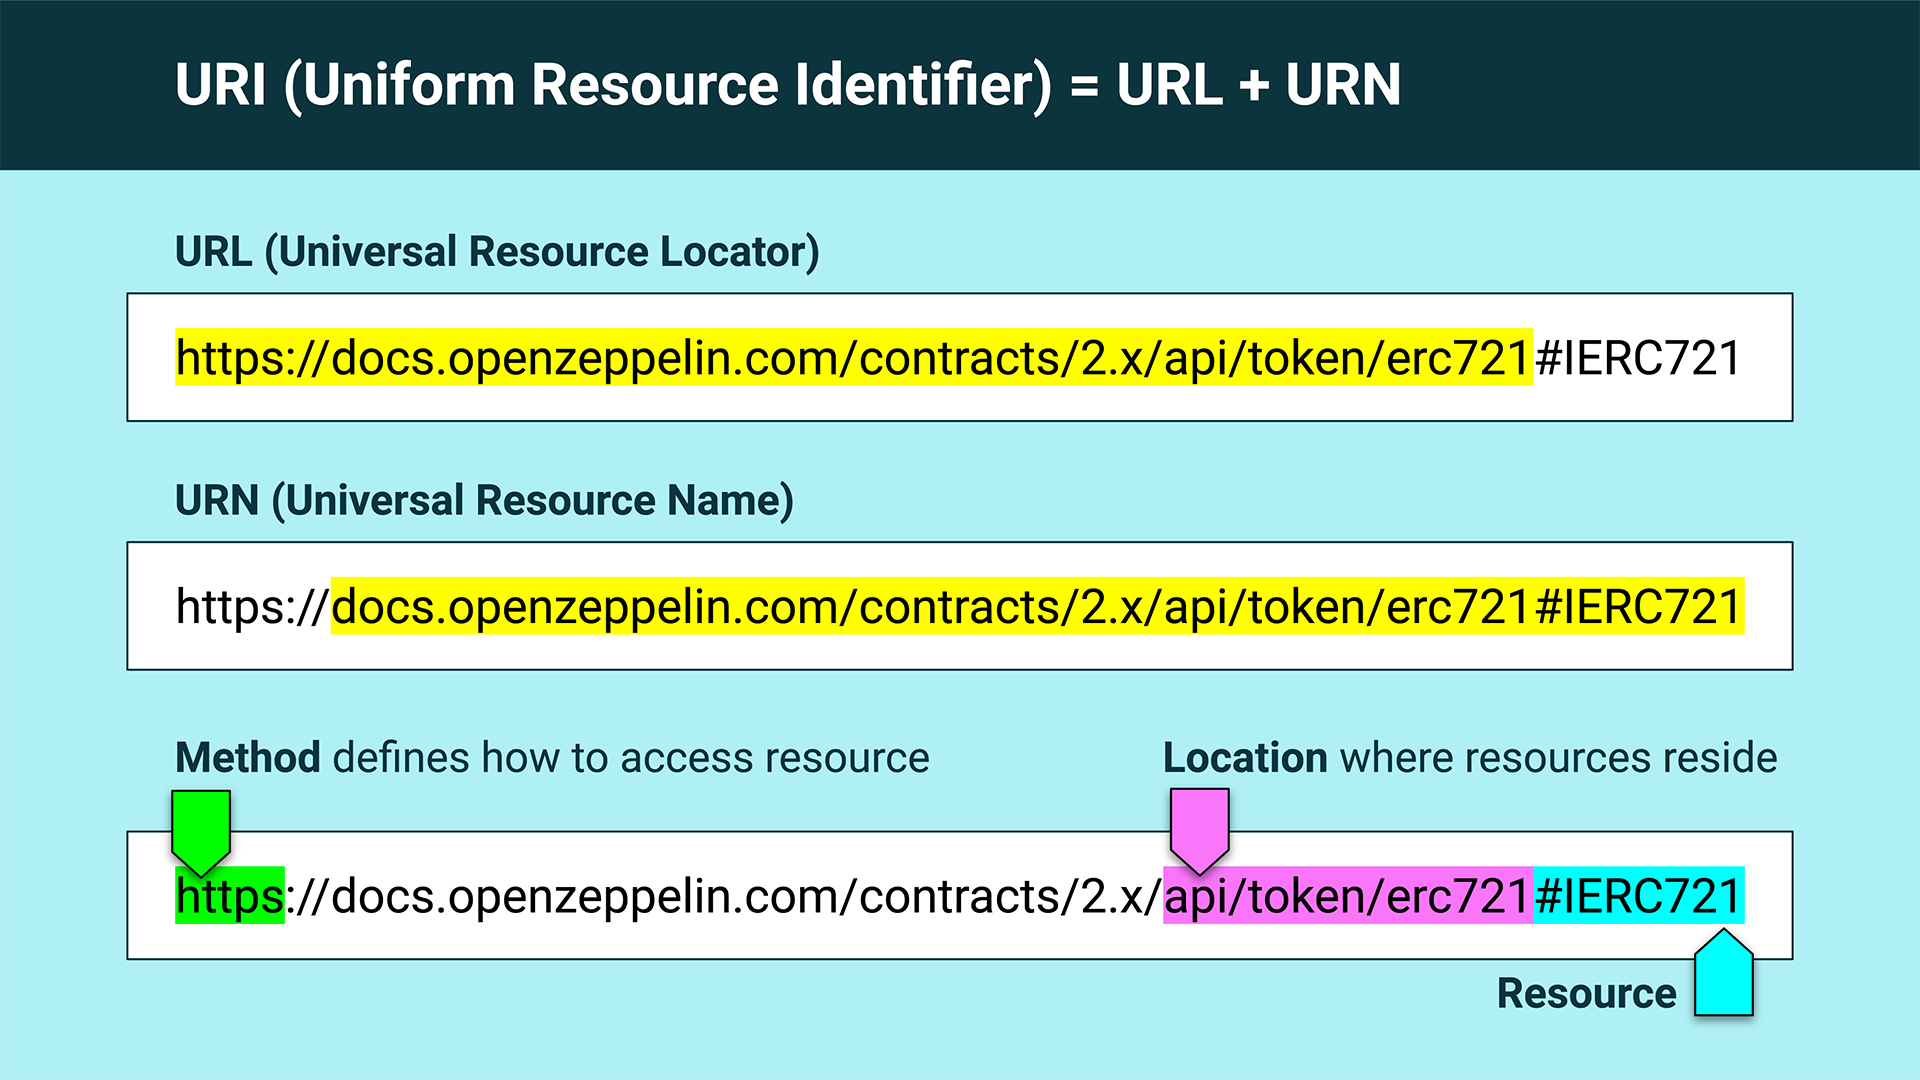 URI (Uniform Resource Identifier) = URL + URN
URL (Universal Resource Locator)
https://docs.openzeppelin.com/contracts/2.x/api/token/erc721#IERC721
URN (Universal Resource Name)
https://docs.openzeppelin.com/contracts/2.x/api/token/erc721#IERC721
Method defines how to access resource
Location where resources reside
https://docs.openzeppelin.com/contracts/2.x/api/token/erc721#IERC721
Resource